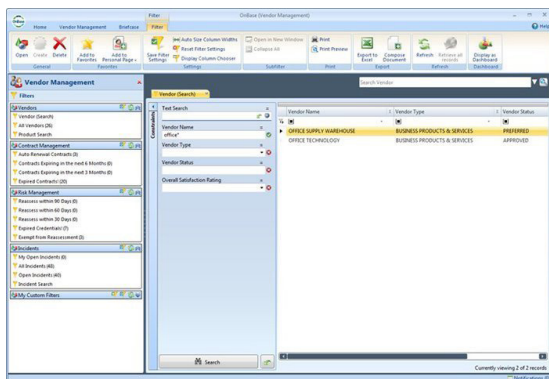 Filter
OnBase (Vendor Management)
Home
Vendor Management
Briefcase
Filter
Help
Open
Create
Delete
General
Add to Favorites
Add to Personal Page
Favorites
Save Filter Settings
Auto Size Column Widths
Reset Filter Settings
Display Column Chooser
Settings
Open in New Window
Collapse All
Subfilter
Print
Print Preview
Print
Export to Excel
Compose Document
Export
Refresh
Retrieve all records
Refresh
Display as Dashboard
Dashboard
Search Vendor
Vendor Management
Filters
Vendors
Vendor (Search)
All Vendors (26)
Product Search
Contract Management
Auto-Renewal Contracts (3)
Contracts Expiring in the next 6 Months (0)
Contracts Expiring in the next 3 Months (0)
Expired Contracts (20)
Risk Management
Reassess within 90 Days (0)
Reassess within 60 Days (0)
Reassess within 30 Days (0)
Expired Credentials (7)
Exempt from Reassessment (3)
Incidents
My Open Incidents (0)
All Incidents (40)
Open Incidents (40)
Incident Search
My Custom Filters
Vendor (Search)
Constraints
Text Search
Vendor Name
office*
Vendor Type
Vendor Status
Overall Satisfaction Rating
Search
Vendor Name
Vendor Type
Vendor Status
OFFICE SUPPLY WAREHOUSE
BUSINESS PRODUCTS & SERVICES
PREFERRED
OFFICE TECHNOLOGY
BUSINESS PRODUCTS & SERVICES
APPROVED
Currently viewing 2 of 2 records